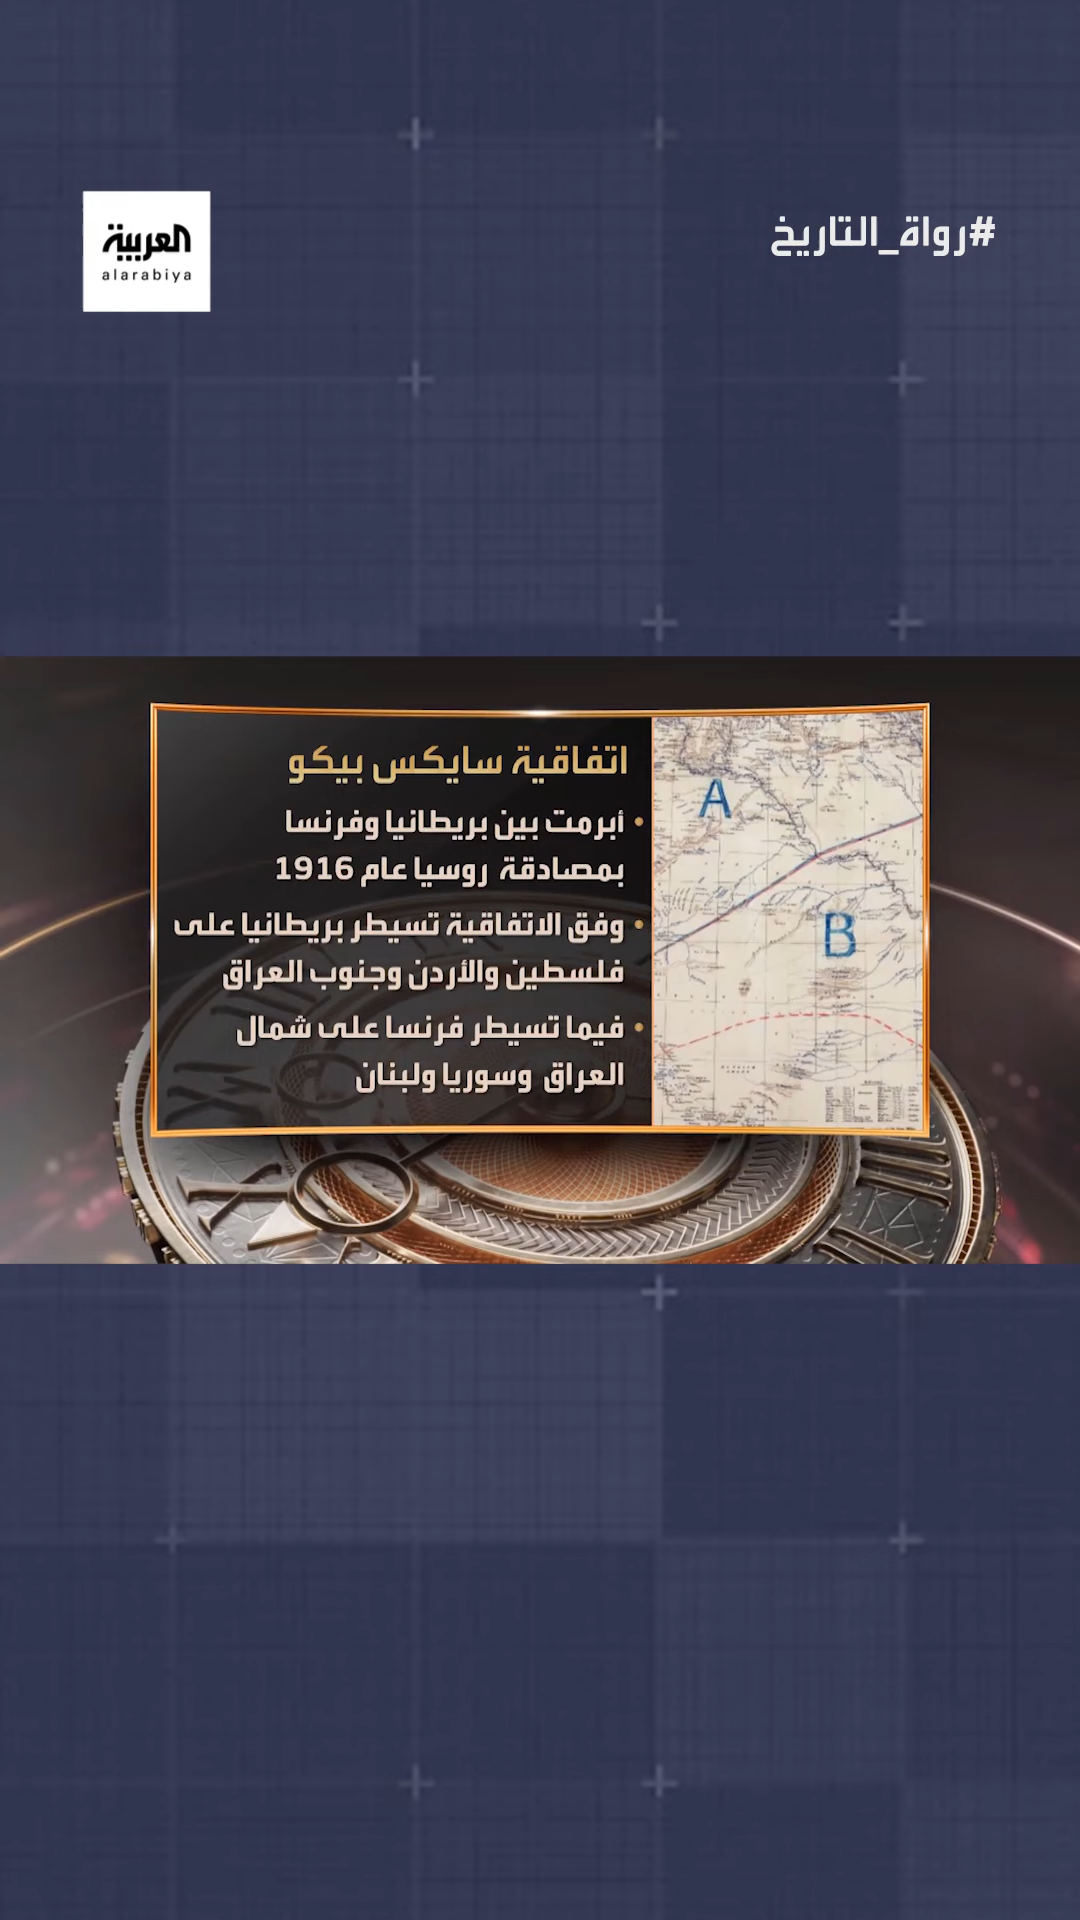 #رواة_التاريخ
العربية
alarabiya
اتفاقية سايكس بيكو
• أبرمت بين بريطانيا وفرنسا
بمصادقة روسيا عام 1916
• وفق الاتفاقية تسيطر بريطانيا على
فلسطين والأردن وجنوب العراق
• فيما تسيطر فرنسا على شمال
العراق وسوريا ولبنان
A
B